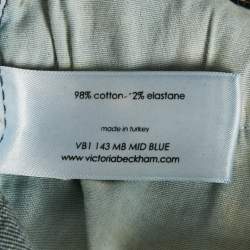 98% cotton- 2% elastane
made in turkey
VB1 143 MB MID BLUE
www.victoriabeckham.com